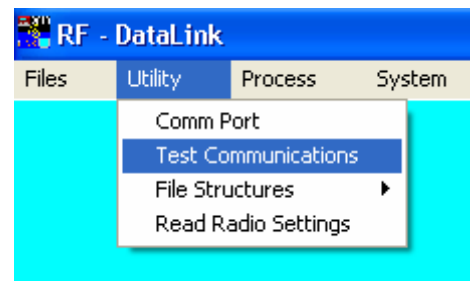 RF - DataLink
Files Utility Process System
Comm Port
Test Communications
File Structures
Read Radio Settings